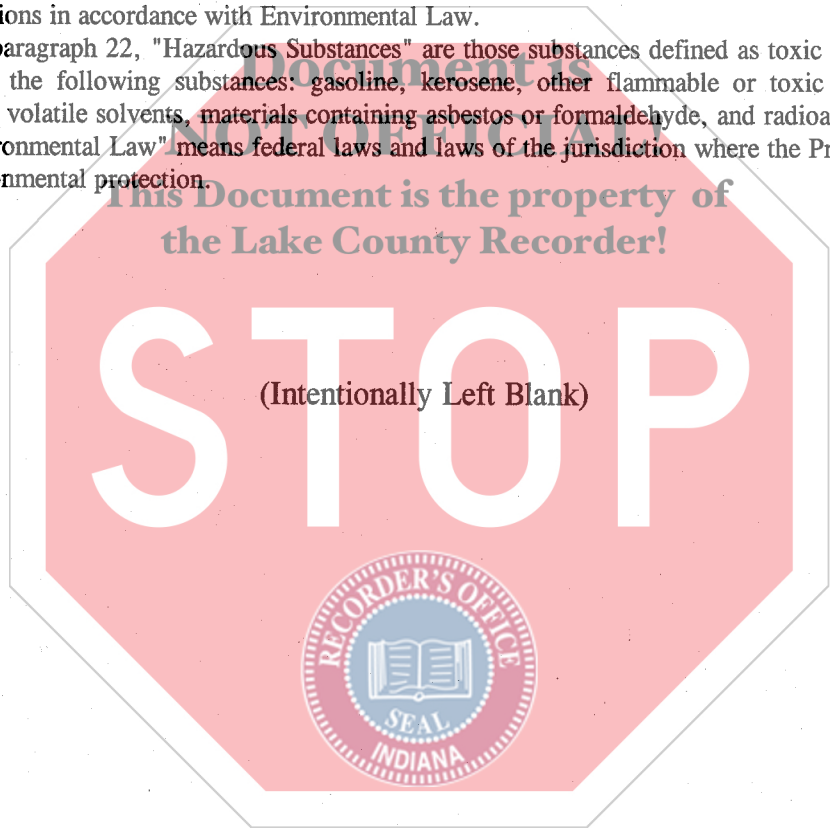 ions in accordance with Environmental Law.
paragraph 22, "Hazardous Substances" are those substances defined as toxic
the following substances: gasoline, kerosene, other flammable or toxic
volatile solvents, materials containing asbestos or formaldehyde, and radioa
onmental Law" means federal laws and laws of the jurisdiction where the Pr
nmental protection.
Document is
NOT OFFICIAL
This Document is the property of
the Lake County Recorder!
STOP
(Intentionally Left Blank)
RECORDER'S OFFICE
SEAL
INDIANA